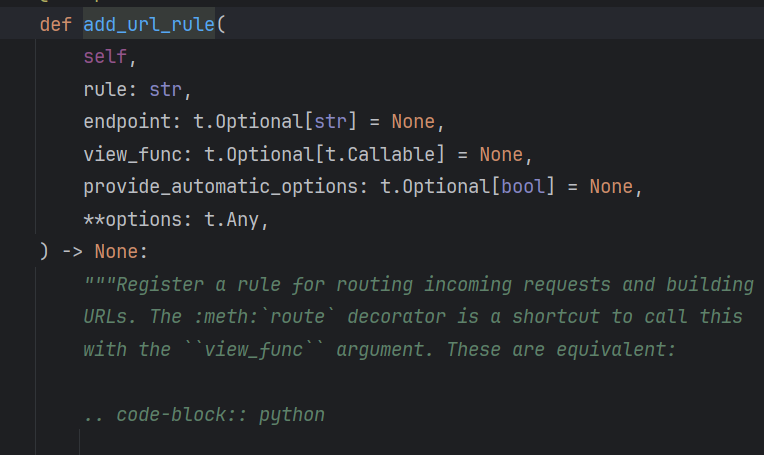 def add_url_rule(
self,
rule: str,
endpoint: t.Optional[str] = None,
view_func: t.Optional[t.Callable] = None,
provide_automatic_options: t.Optional[bool] = None,
**options: t.Any,
) -> None:
"""Register a rule for routing incoming requests and building
URLs. The :meth:`route` decorator is a shortcut to call this
with the ``view_func`` argument. These are equivalent:
.. code-block:: python